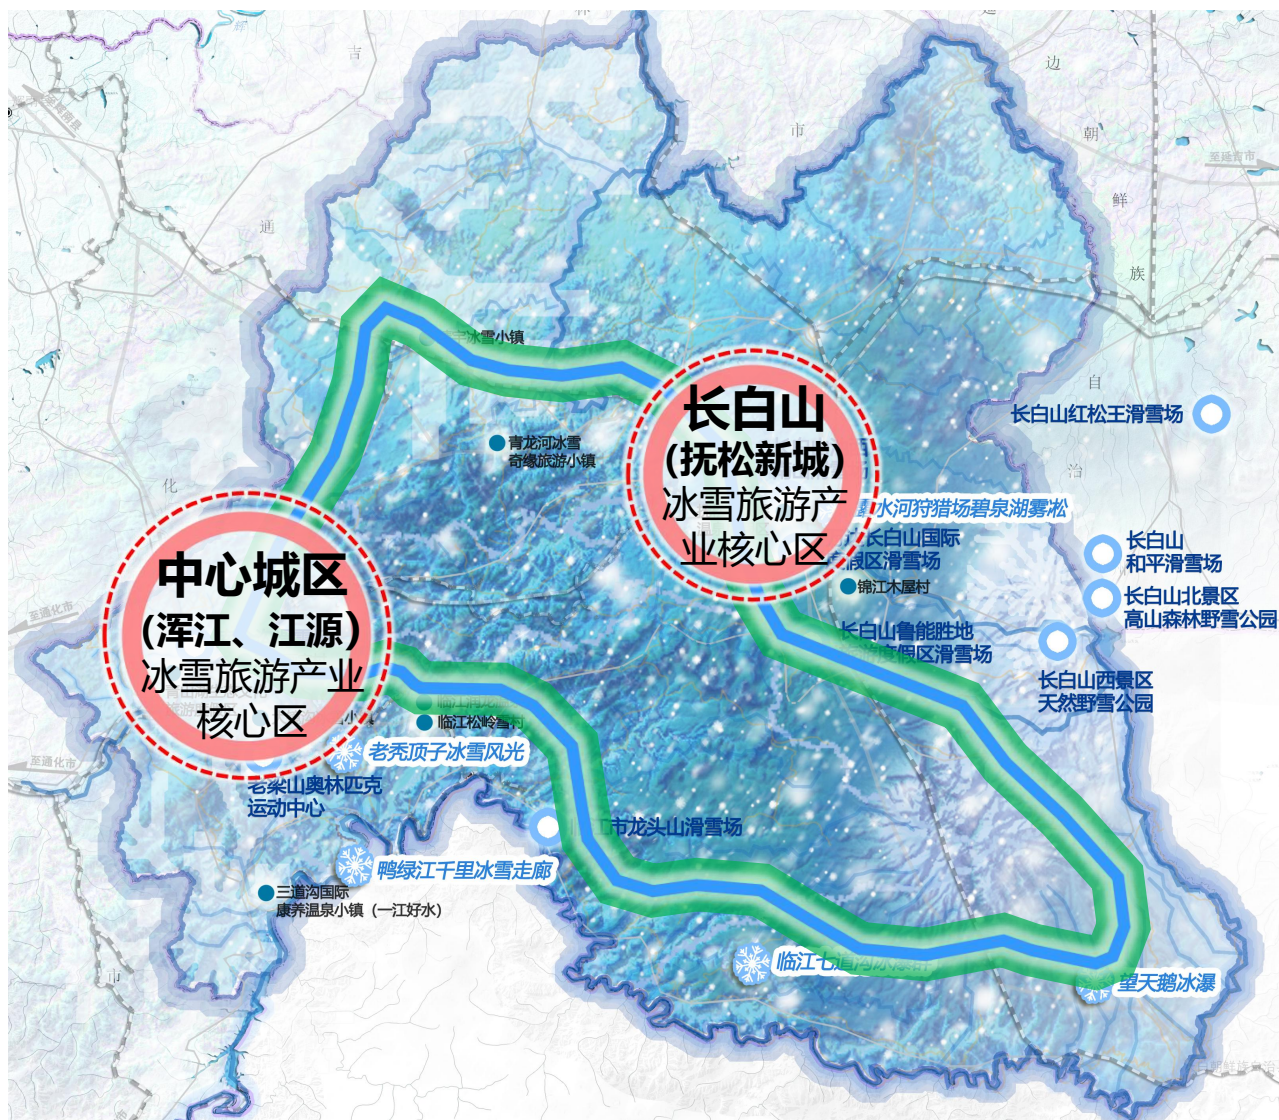 林
延
吉
边
市
朝
至延吉市
鲜
通
族
冰雪小镇
自
长白山
(抚松新城)
冰雪旅游产
业核心区
长白山红松王滑雪场
青龙河冰雪
奇缘旅游小镇
治
化
水河狩猎场碧泉湖雾凇
长白山国际
度假区滑雪场
长白山
和平滑雪场
锦江木屋村
长白山北景区
高山森林野雪公园
中心城区
(浑江、江源)
冰雪旅游产业
核心区
至通化市
长白山鲁能胜地
度假区滑雪场
长白山西景区
天然野雪公园
临江松岭雪村
老秃顶子冰雪风光
至通化市
老梁山奥林匹克
运动中心
市龙头山滑雪场
鸭绿江千里冰雪走廊
三道沟国际
康养温泉小镇（一江好水）
临江七道沟冰瀑群
望天鹅冰瀑
市